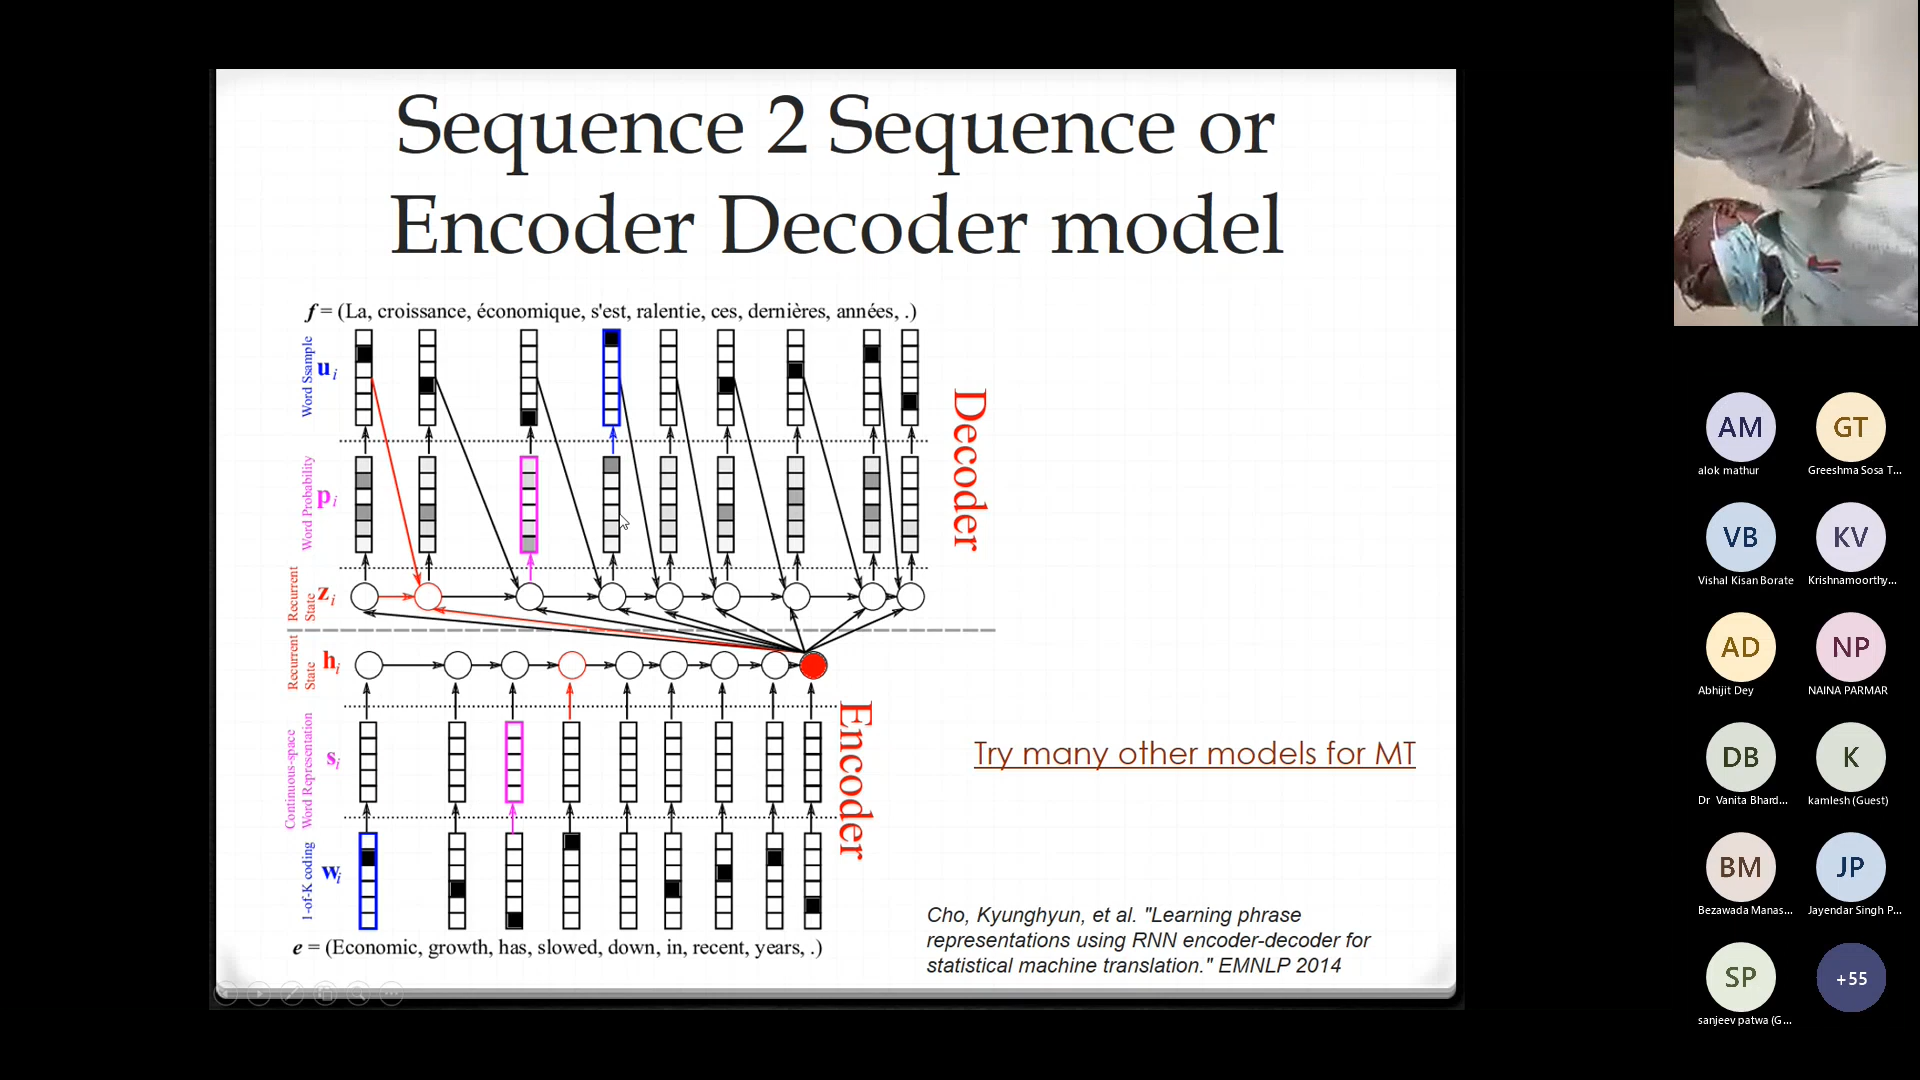 Sequence 2 Sequence or
Encoder Decoder model
f = (La, croissance, économique, s'est, ralentie, ces, dernières, années, .)
Word Ssample
u i
Word Probability
p i
Decoder
Recurrent
State
z i
Recurrent
State
h i
Continuous-space
Word Representation
s i
Encoder
1-of-K coding
w i
e = (Economic, growth, has, slowed, down, in, recent, years, .)
Try many other models for MT
Cho, Kyunghyun, et al. "Learning phrase
representations using RNN encoder-decoder for
statistical machine translation." EMNLP 2014
AM
alok mathur
GT
Greeshma Sosa T...
VB
Vishal Kisan Borate
KV
Krishnamoorthy...
AD
Abhijit Dey
NP
NAINA PARMAR
DB
Dr Vanita Bhard...
K
kamlesh (Guest)
BM
Bezawada Manas...
JP
Jayendar Singh P...
SP
sanjeev patwa (G...
+55